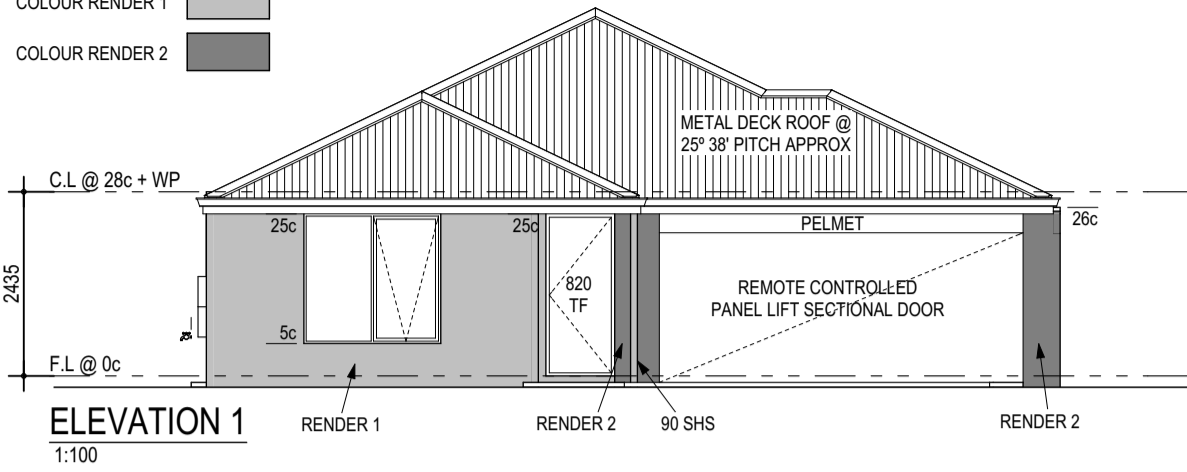 COLOUR RENDER 1
COLOUR RENDER 2
METAL DECK ROOF @
25º 38' PITCH APPROX
C.L @ 28c + WP
25c
25c
PELMET
26c
2435
820
TF
REMOTE CONTROLLED
PANEL LIFT SECTIONAL DOOR
5c
F.L @ 0c
ELEVATION 1
1:100
RENDER 1
RENDER 2
90 SHS
RENDER 2